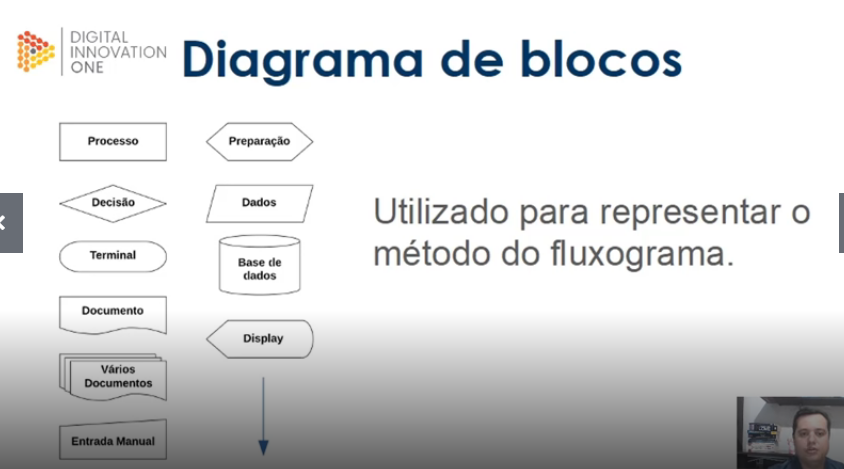 DIGITAL
INNOVATION
ONE
Diagrama de blocos
Processo
Preparação
Decisão
Dados
Terminal
Base de
dados
Documento
Display
Vários
Documentos
Entrada Manual
Utilizado para representar o
método do fluxograma.